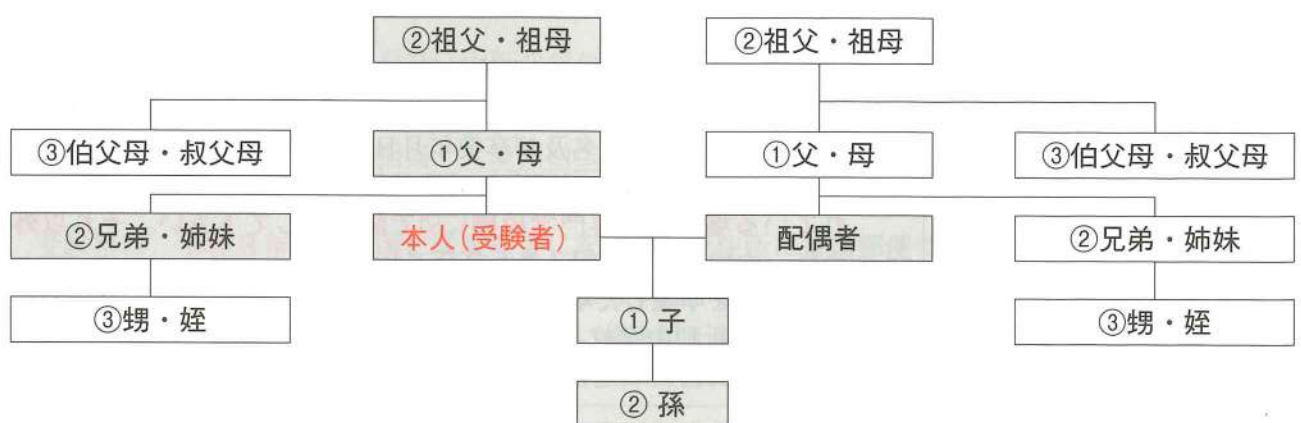 ②祖父・祖母
②祖父・祖母
③伯父母・叔父母
①父・母
①父・母
③伯父母・叔父母
②兄弟・姉妹
本人(受験者)
配偶者
②兄弟・姉妹
③甥・姪
① 子
③甥・姪
② 孫